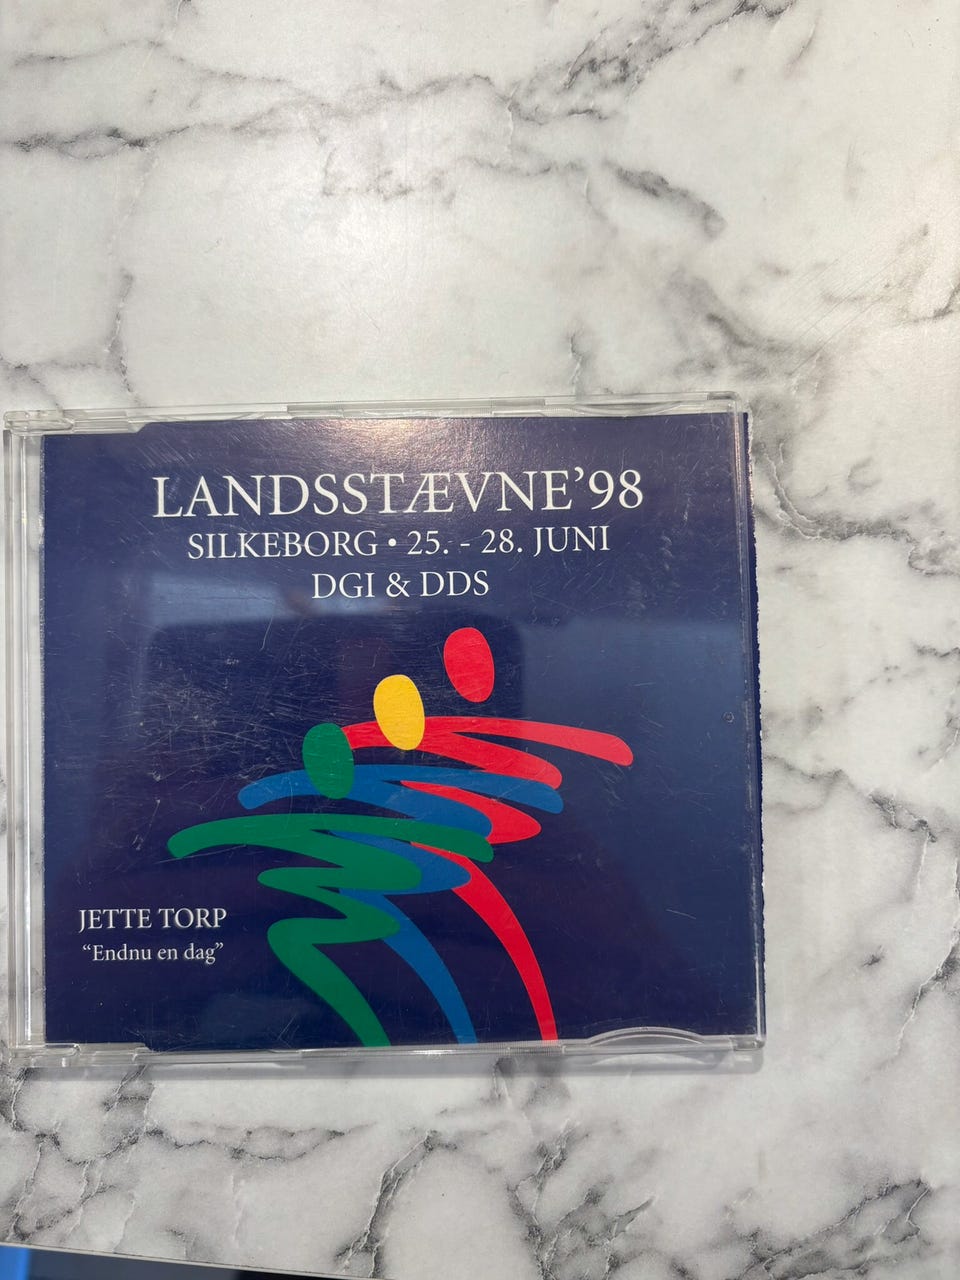 LANDSSTÆVNE’98
SILKEBORG • 25. - 28. JUNI
DGI & DDS
JETTE TORP
“Endnu en dag”